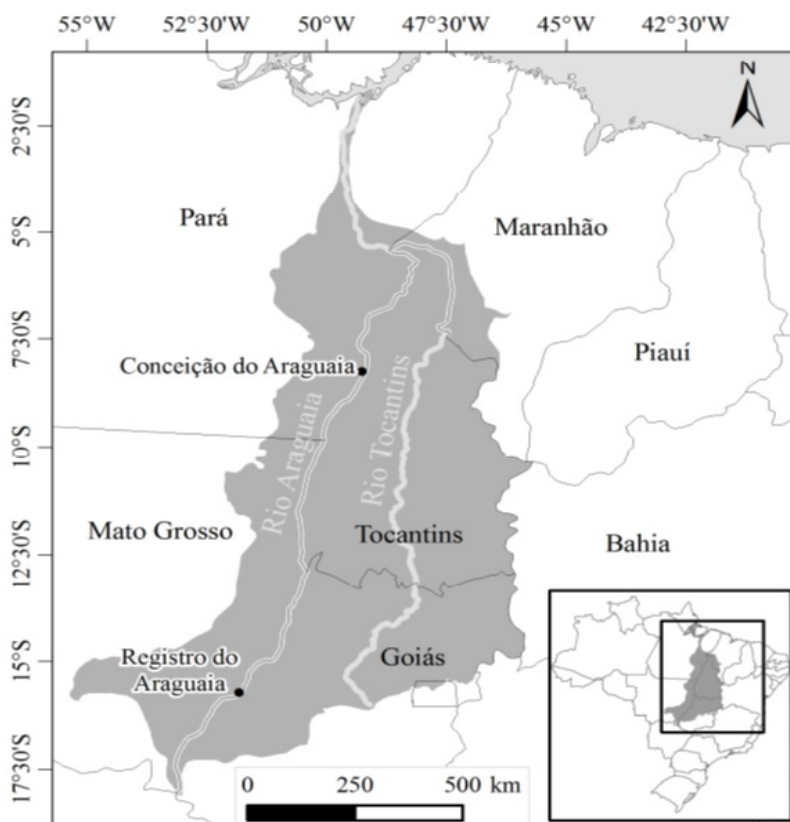 55°W 52°30'W 50°W 47°30'W 45°W 42°30'W
N
2°30'S
Pará
5°S
Maranhão
7°30'S
Piauí
Conceição do Araguaia
Rio Araguaia
Rio Tocantins
10°S
Mato Grosso
Tocantins
Bahia
12°30'S
15°S
Registro do
Araguaia
Goiás
17°30'S
0 250 500 km